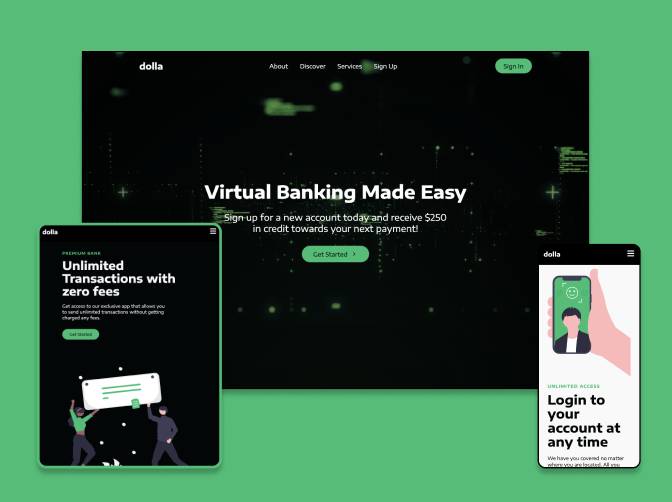 dolla
About Discover Services Sign Up
Sign In
Virtual Banking Made Easy
Sign up for a new account today and receive $250
in credit towards your next payment!
Get Started
dolla
PREMIUM BANK
Unlimited
Transactions with
zero fees
Get access to our exclusive app that allows you
to send unlimited transactions without getting
charged any fees.
Get Started
dolla
UNLIMITED ACCESS
Login to
your
account at
any time
We have you covered no matter
where you are located. All you